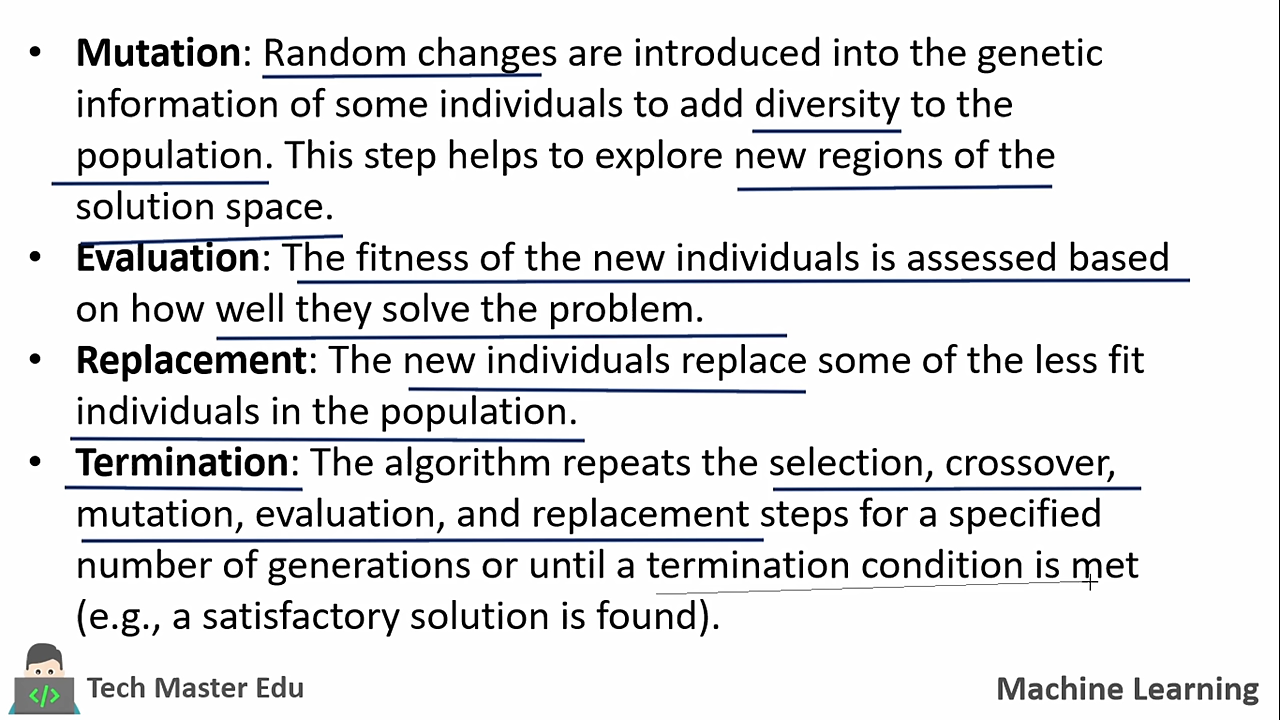 • Mutation: Random changes are introduced into the genetic
information of some individuals to add diversity to the
population. This step helps to explore new regions of the
solution space.
• Evaluation: The fitness of the new individuals is assessed based
on how well they solve the problem.
• Replacement: The new individuals replace some of the less fit
individuals in the population.
• Termination: The algorithm repeats the selection, crossover,
mutation, evaluation, and replacement steps for a specified
number of generations or until a termination condition is met
(e.g., a satisfactory solution is found).
</> Tech Master Edu
Machine Learning